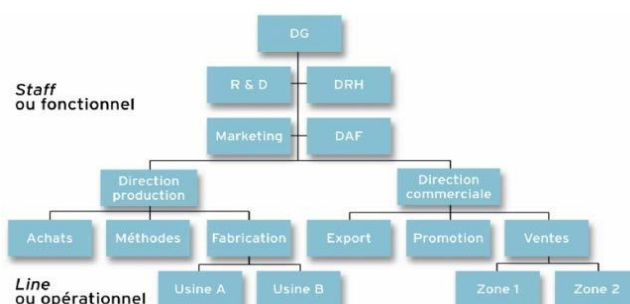 DG
Staff
ou fonctionnel
R & D
DRH
Marketing
DAF
Direction
production
Direction
commerciale
Achats
Méthodes
Fabrication
Export
Promotion
Ventes
Line
ou opérationnel
Usine A
Usine B
Zone 1
Zone 2